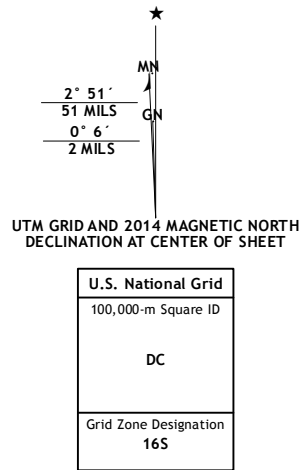 ★
MN
GN
2° 51´
51 MILS
0° 6´
2 MILS
UTM GRID AND 2014 MAGNETIC NORTH
DECLINATION AT CENTER OF SHEET
U.S. National Grid
100,000-m Square ID
DC
Grid Zone Designation
16S